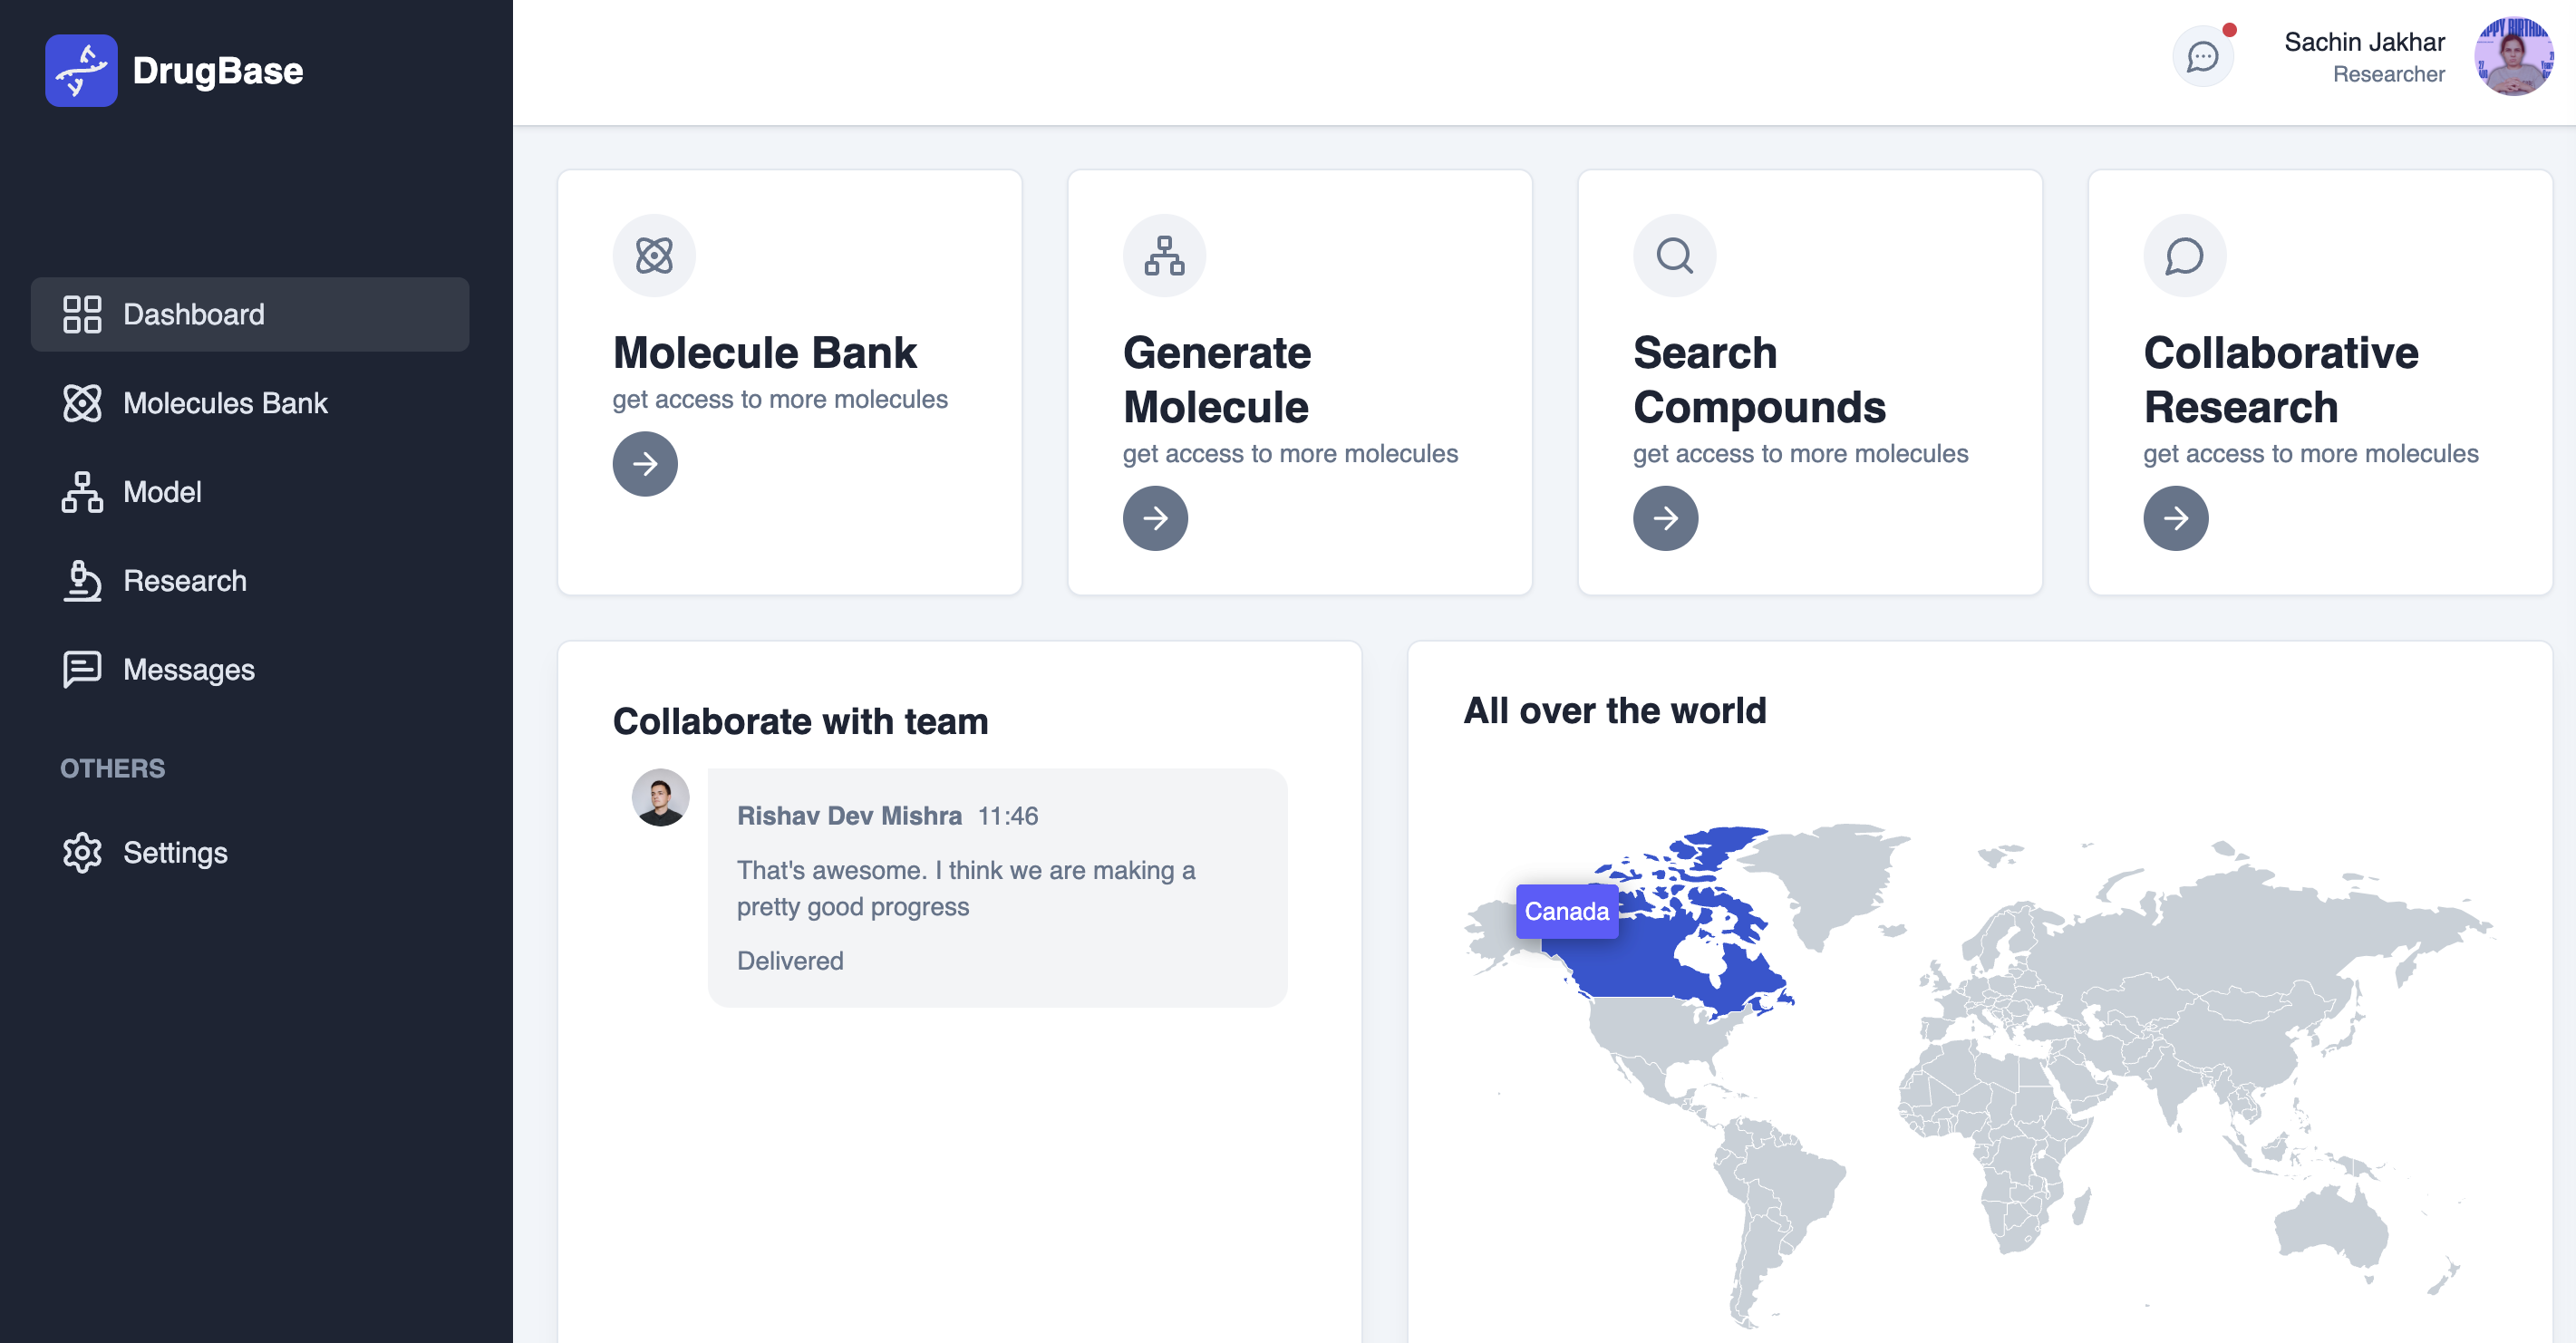 DrugBase
Dashboard
Molecules Bank
Model
Research
Messages
OTHERS
Settings
Sachin Jakhar
Researcher
Molecule Bank
get access to more molecules
Generate
Molecule
get access to more molecules
Search
Compounds
get access to more molecules
Collaborative
Research
get access to more molecules
Collaborate with team
Rishav Dev Mishra 11:46
That's awesome. I think we are making a
pretty good progress
Delivered
All over the world
Canada